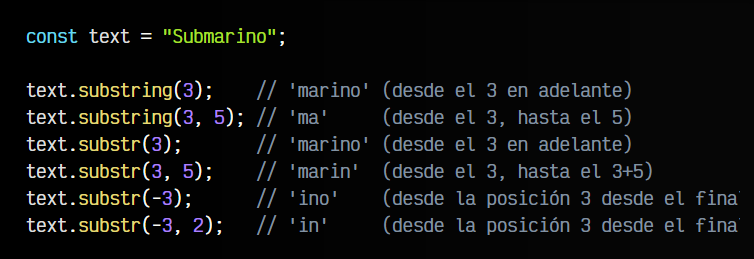 const text = "Submarino";
text.substring(3);    // 'marino' (desde el 3 en adelante)
text.substring(3, 5); // 'ma'     (desde el 3, hasta el 5)
text.substr(3);       // 'marino' (desde el 3 en adelante)
text.substr(3, 5);    // 'marin'  (desde el 3, hasta el 3+5)
text.substr(-3);      // 'ino'    (desde la posición 3 desde el fina
text.substr(-3, 2);   // 'in'     (desde la posición 3 desde el fina